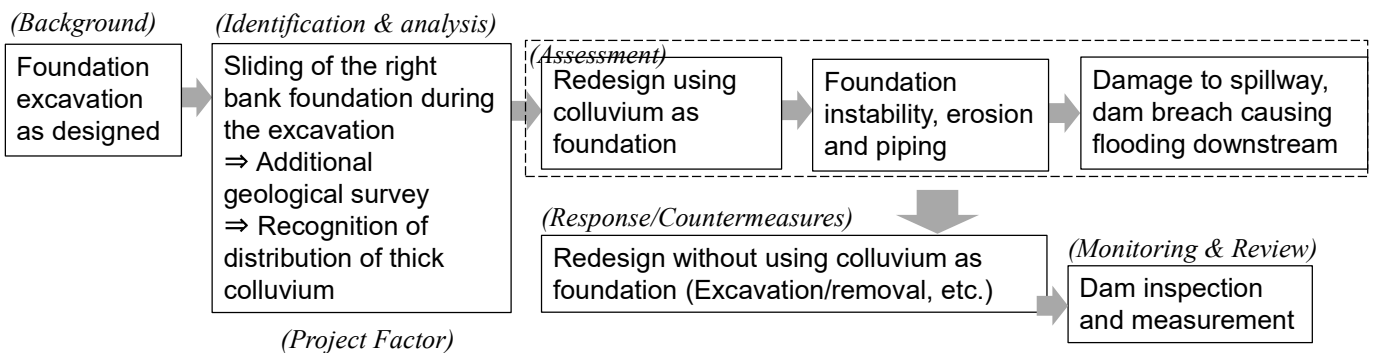 (Background)
Foundation
excavation
as designed
(Identification & analysis)
Sliding of the right
bank foundation during
the excavation
⇒ Additional
geological survey
⇒ Recognition of
distribution of thick
colluvium
(Project Factor)
(Assessment)
Redesign using
colluvium as
foundation
Foundation
instability, erosion
and piping
Damage to spillway,
dam breach causing
flooding downstream
(Response/Countermeasures)
Redesign without using colluvium as
foundation (Excavation/removal, etc.)
(Monitoring & Review)
Dam inspection
and measurement